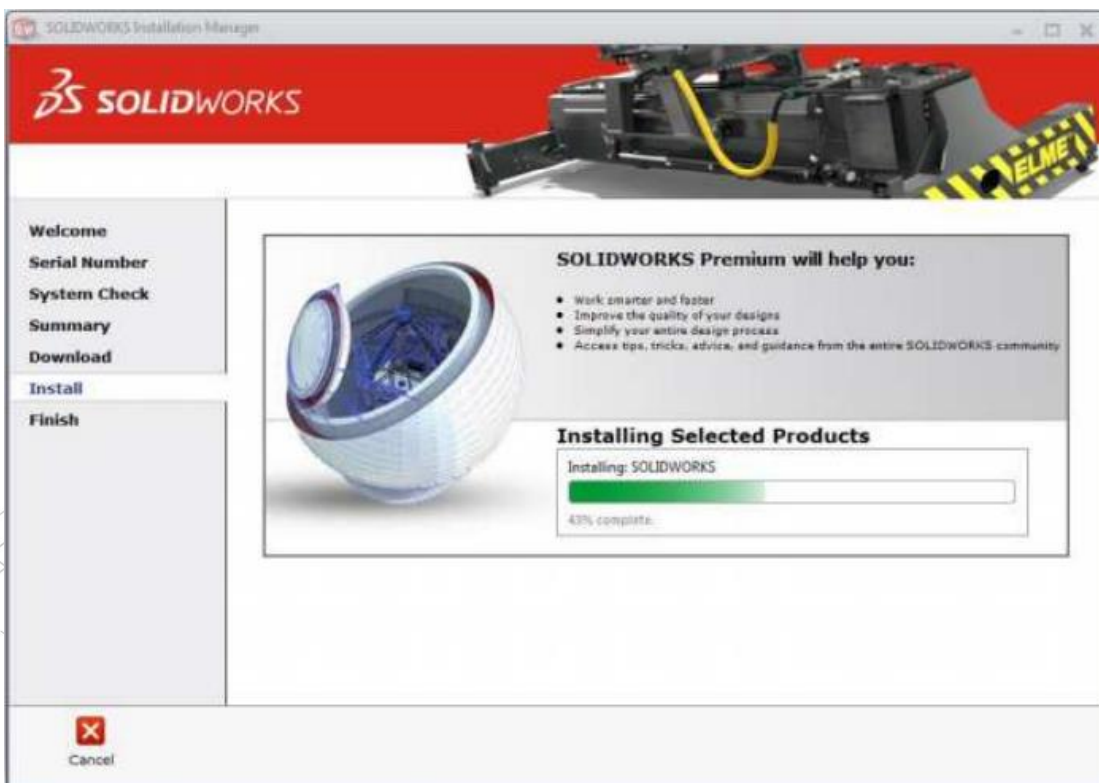 SOLIDWORKS Installation Manager
3S SOLIDWORKS
ELME
Welcome
Serial Number
System Check
Summary
Download
Install
Finish
SOLIDWORKS Premium will help you:
• Work smarter and faster
• Improve the quality of your designs
• Simplify your entire design process
• Access tips, tricks, advice, and guidance from the entire SOLIDWORKS community
Installing Selected Products
Installing: SOLIDWORKS
43% complete.
Cancel